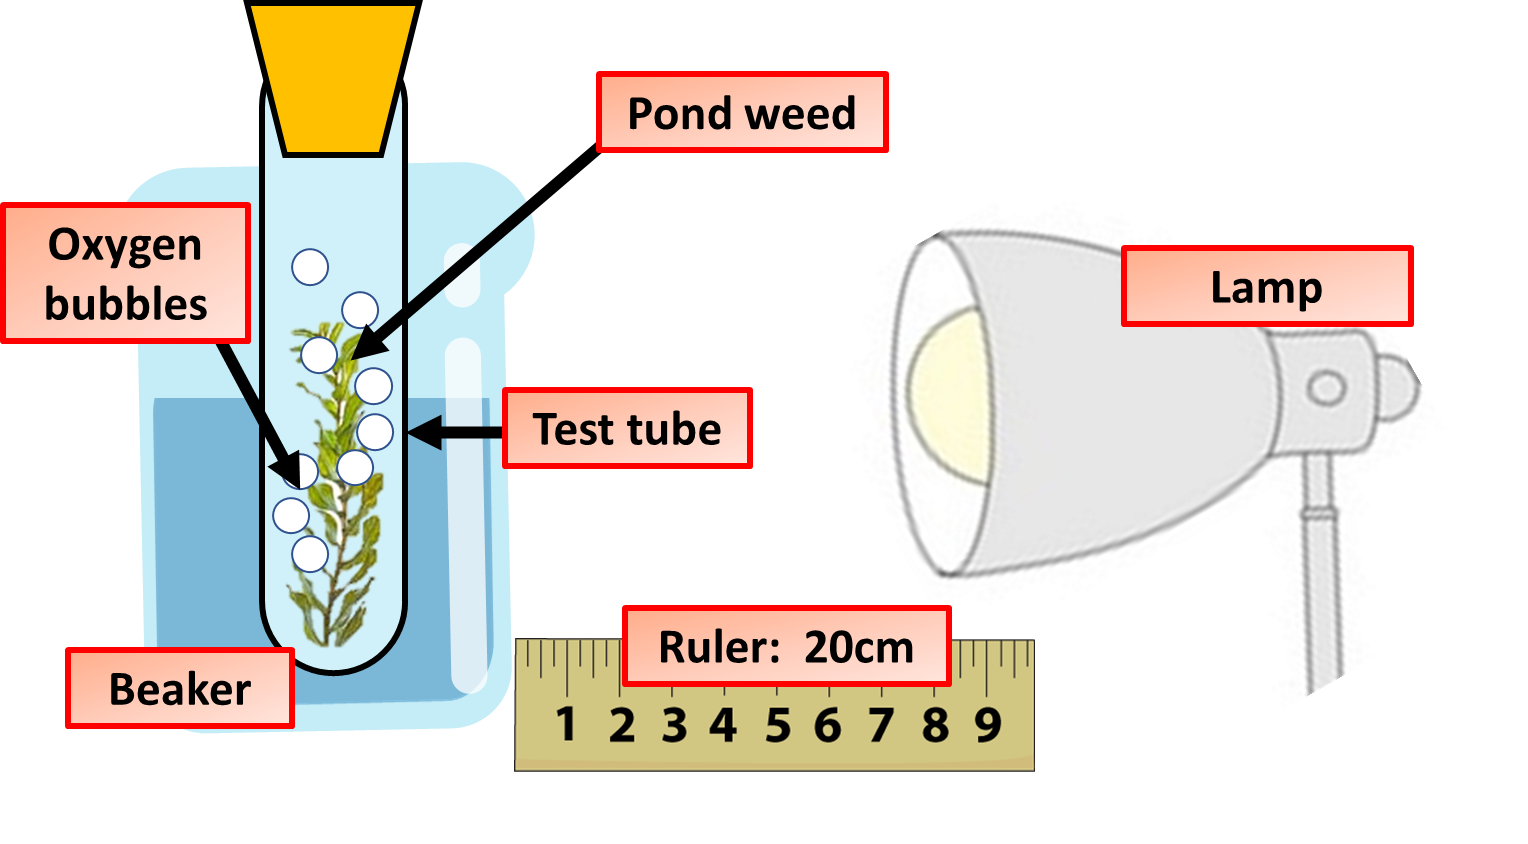 Pond weed
Oxygen
bubbles
Lamp
Test tube
Beaker
Ruler:  20cm
1 2 3 4 5 6 7 8 9